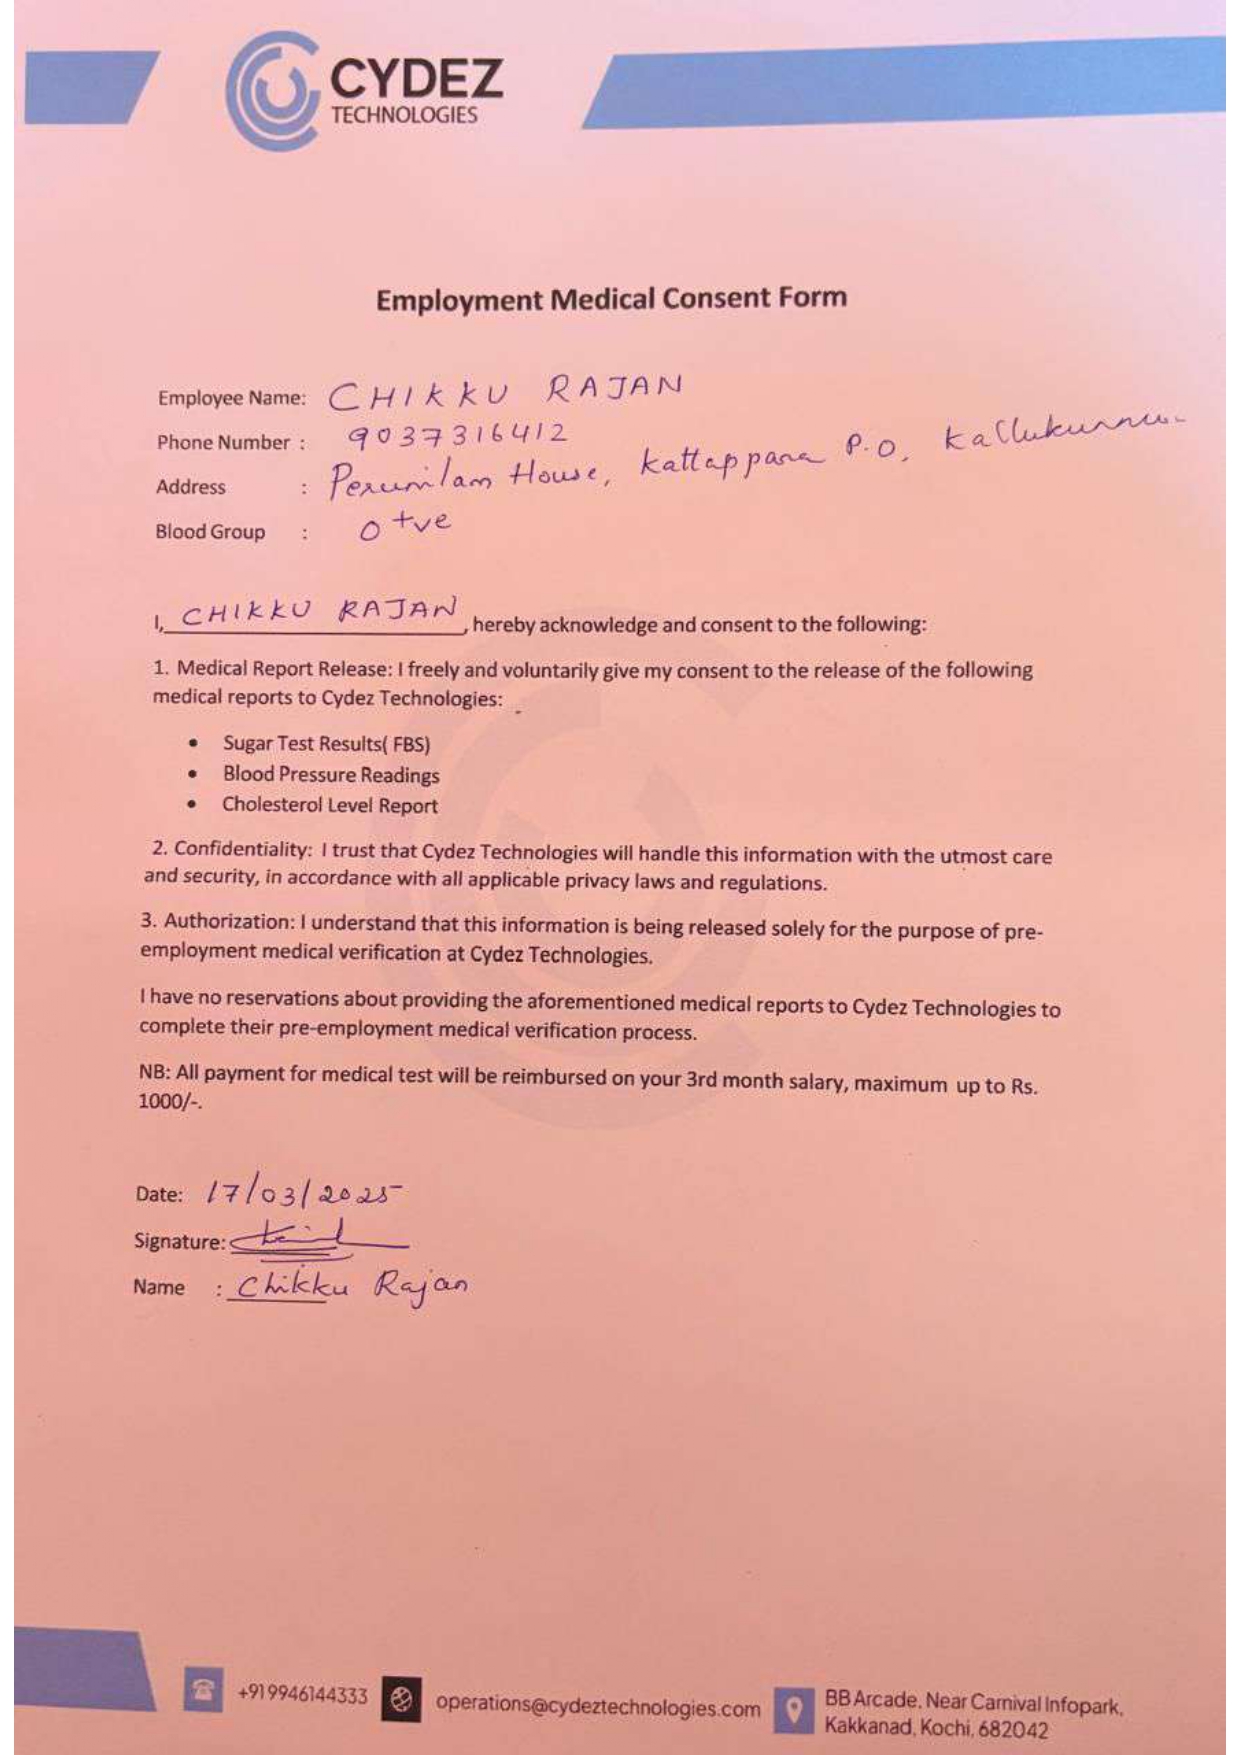 CYDEZ
TECHNOLOGIES
Employment Medical Consent Form
Employee Name: CHIKKU RAJAN
Phone Number : 9037316412
Address : Perumilam House, Kattappana P.O, Kallukunnu.
Blood Group : O +ve
I, CHIKKU RAJAN, hereby acknowledge and consent to the following:
1. Medical Report Release: I freely and voluntarily give my consent to the release of the following
medical reports to Cydez Technologies:
• Sugar Test Results( FBS)
• Blood Pressure Readings
• Cholesterol Level Report
2. Confidentiality: I trust that Cydez Technologies will handle this information with the utmost care
and security, in accordance with all applicable privacy laws and regulations.
3. Authorization: I understand that this information is being released solely for the purpose of pre-
employment medical verification at Cydez Technologies.
I have no reservations about providing the aforementioned medical reports to Cydez Technologies to
complete their pre-employment medical verification process.
NB: All payment for medical test will be reimbursed on your 3rd month salary, maximum up to Rs.
1000/-.
Date: 17/03/2025
Signature:
Name : Chikku Rajan
+919946144333
operations@cydeztechnologies.com
BB Arcade, Near Carnival Infopark,
Kakkanad, Kochi, 682042